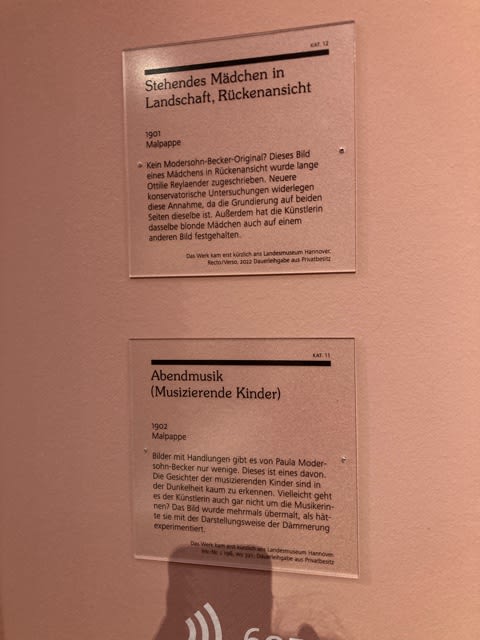 KAT. 12
Stehendes Mädchen in
Landschaft, Rückenansicht
1901
Malpappe
Kein Modersohn-Becker-Original? Dieses Bild
eines Mädchens in Rückenansicht wurde lange
Ottilie Reylaender zugeschrieben. Neuere
konservatorische Untersuchungen widerlegen
diese Annahme, da die Grundierung auf beiden
Seiten dieselbe ist. Außerdem hat die Künstlerin
dasselbe blonde Mädchen auch auf einem
anderen Bild festgehalten.
Das Werk kam erst kürzlich ans Landesmuseum Hannover.
Recto/Verso, 2022 Dauerleihgabe aus Privatbesitz
KAT. 11
Abendmusik
(Musizierende Kinder)
1902
Malpappe
Bilder mit Handlungen gibt es von Paula Moder-
sohn-Becker nur wenige. Dieses ist eines davon.
Die Gesichter der musizierenden Kinder sind in
der Dunkelheit kaum zu erkennen. Vielleicht geht
es der Künstlerin auch gar nicht um die Musikerin-
nen? Das Bild wurde mehrmals übermalt, als hät-
te sie mit der Darstellungsweise der Dämmerung
experimentiert.
Das Werk kam erst kürzlich ans Landesmuseum Hannover.
Dauerleihgabe aus Privatbesitz